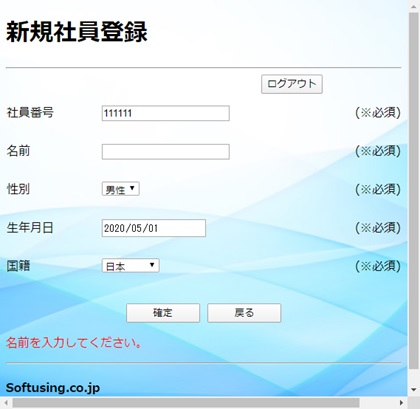 新規社員登録
ログアウト
社員番号 111111 (※必須)
名前 (※必須)
性別 男性 (※必須)
生年月日 2020/05/01 (※必須)
国籍 日本 (※必須)
確定 戻る
名前を入力してください。
Softusing.co.jp